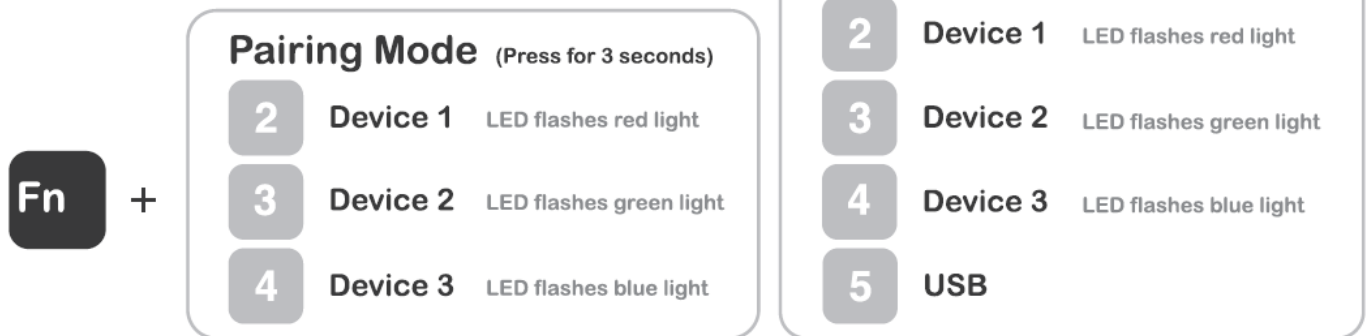 Fn +
Pairing Mode (Press for 3 seconds)
2 Device 1 LED flashes red light
3 Device 2 LED flashes green light
4 Device 3 LED flashes blue light
2 Device 1 LED flashes red light
3 Device 2 LED flashes green light
4 Device 3 LED flashes blue light
5 USB